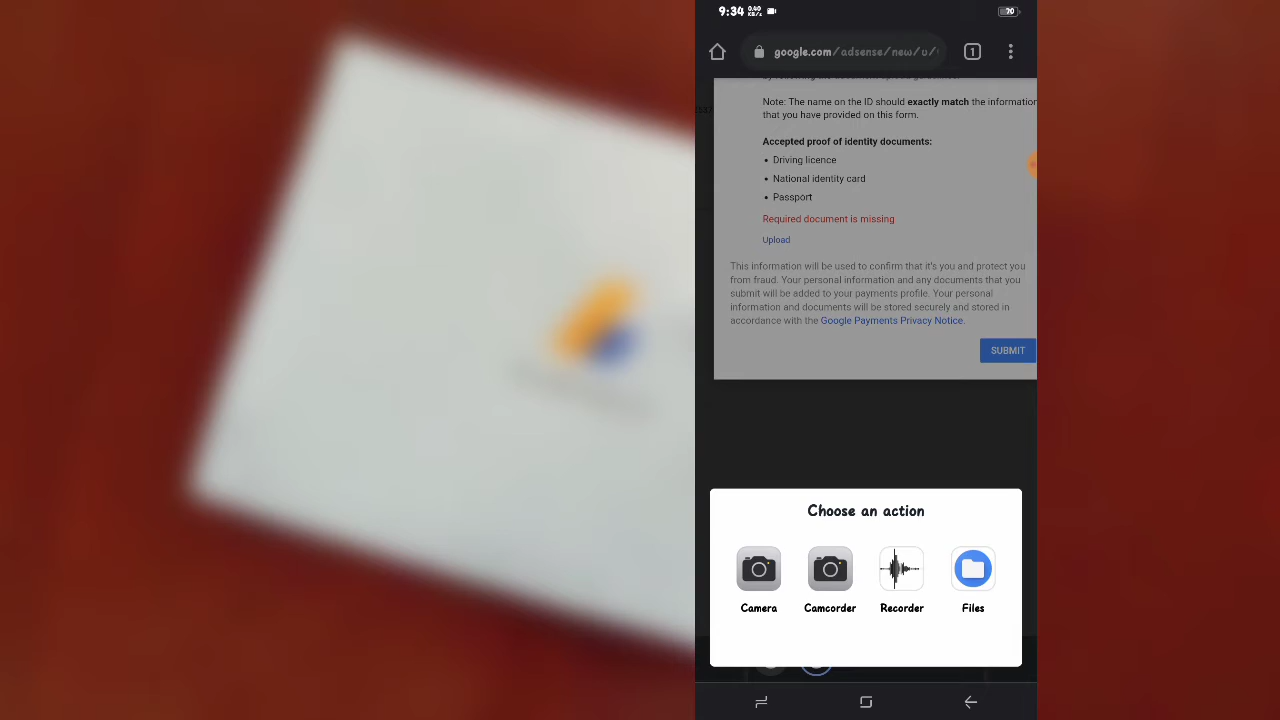 9:34 0.40 KB/s 70
google.com/adsense/new/u/
1
Note: The name on the ID should exactly match the information
that you have provided on this form.
Accepted proof of identity documents:
• Driving licence
• National identity card
• Passport
Required document is missing
Upload
This information will be used to confirm that it's you and protect you
from fraud. Your personal information and any documents that you
submit will be added to your payments profile. Your personal
information and documents will be stored securely and stored in
accordance with the Google Payments Privacy Notice.
SUBMIT
Choose an action
Camera Camcorder Recorder Files